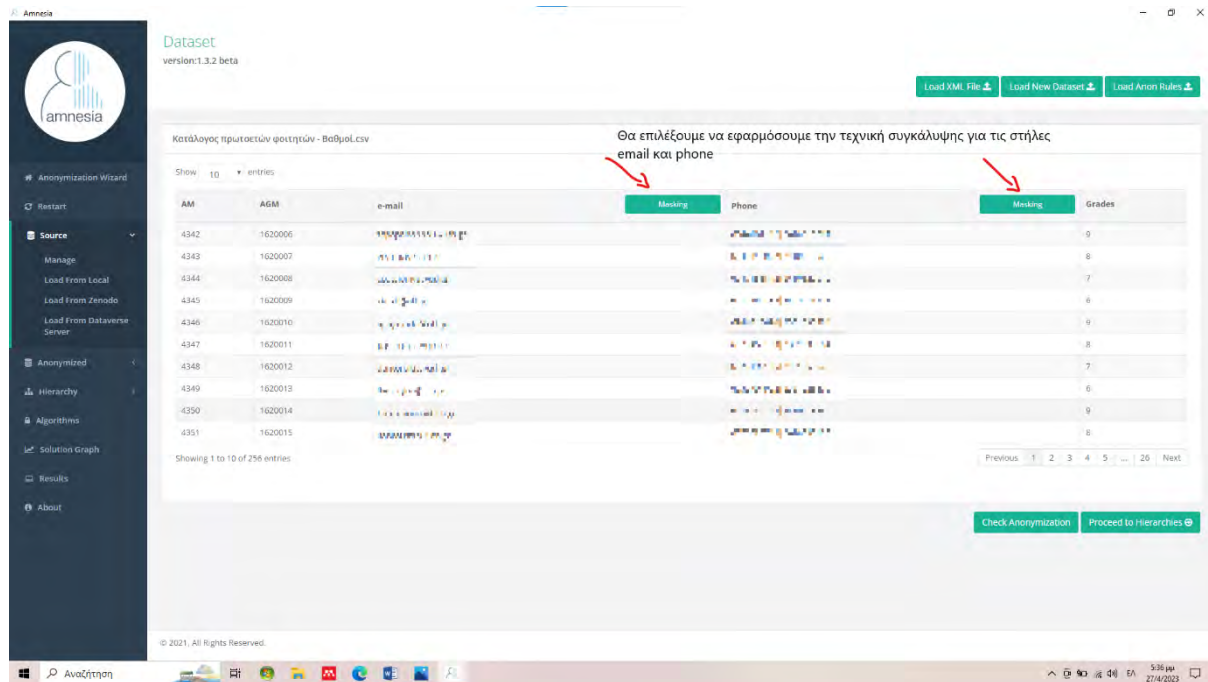 Amnesia
Dataset
version:1.3.2 beta
Load XML File
Load New Dataset
Load Anon Rules
amnesia
Κατάλογος πρωτοετών φοιτητών - Βαθμοί.csv
Θα επιλέξουμε να εφαρμόσουμε την τεχνική συγκάλυψης για τις στήλες
email και phone
Show 10 entries
AM AGM e-mail Masking Phone Masking Grades
4342 1620006 9
4343 1620007 8
4344 1620008 7
4345 1620009 6
4346 1620010 9
4347 1620011 8
4348 1620012 7
4349 1620013 6
4350 1620014 9
4351 1620015 8
Showing 1 to 10 of 256 entries
Previous 1 2 3 4 5 ... 26 Next
Check Anonymization
Proceed to Hierarchies
Anonymization Wizard
Restart
Source
Manage
Load From Local
Load From Zenodo
Load From Dataverse
Server
Anonymized
Hierarchy
Algorithms
Solution Graph
Results
About
© 2021. All Rights Reserved.
Αναζήτηση
ΕΛ
5:36 μμ
27/4/2023